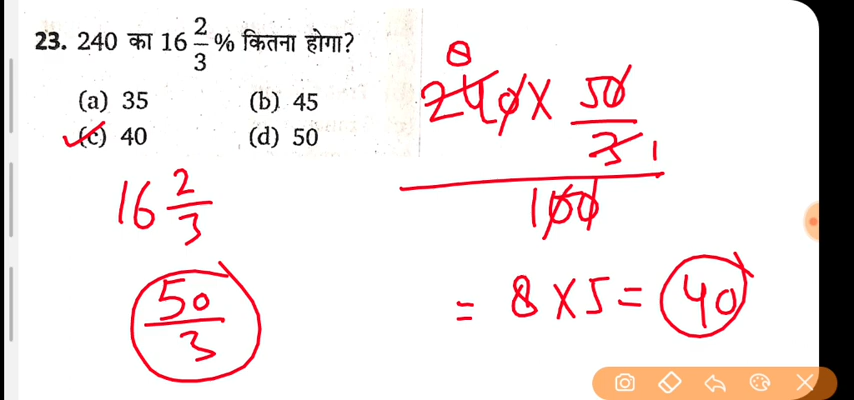 23. 240 का 16 2/3 % कितना होगा?
(a) 35 (b) 45
(c) 40 (d) 50
16 2/3
50/3
8
240 × 50/3 1
100
= 8 × 5 = 40